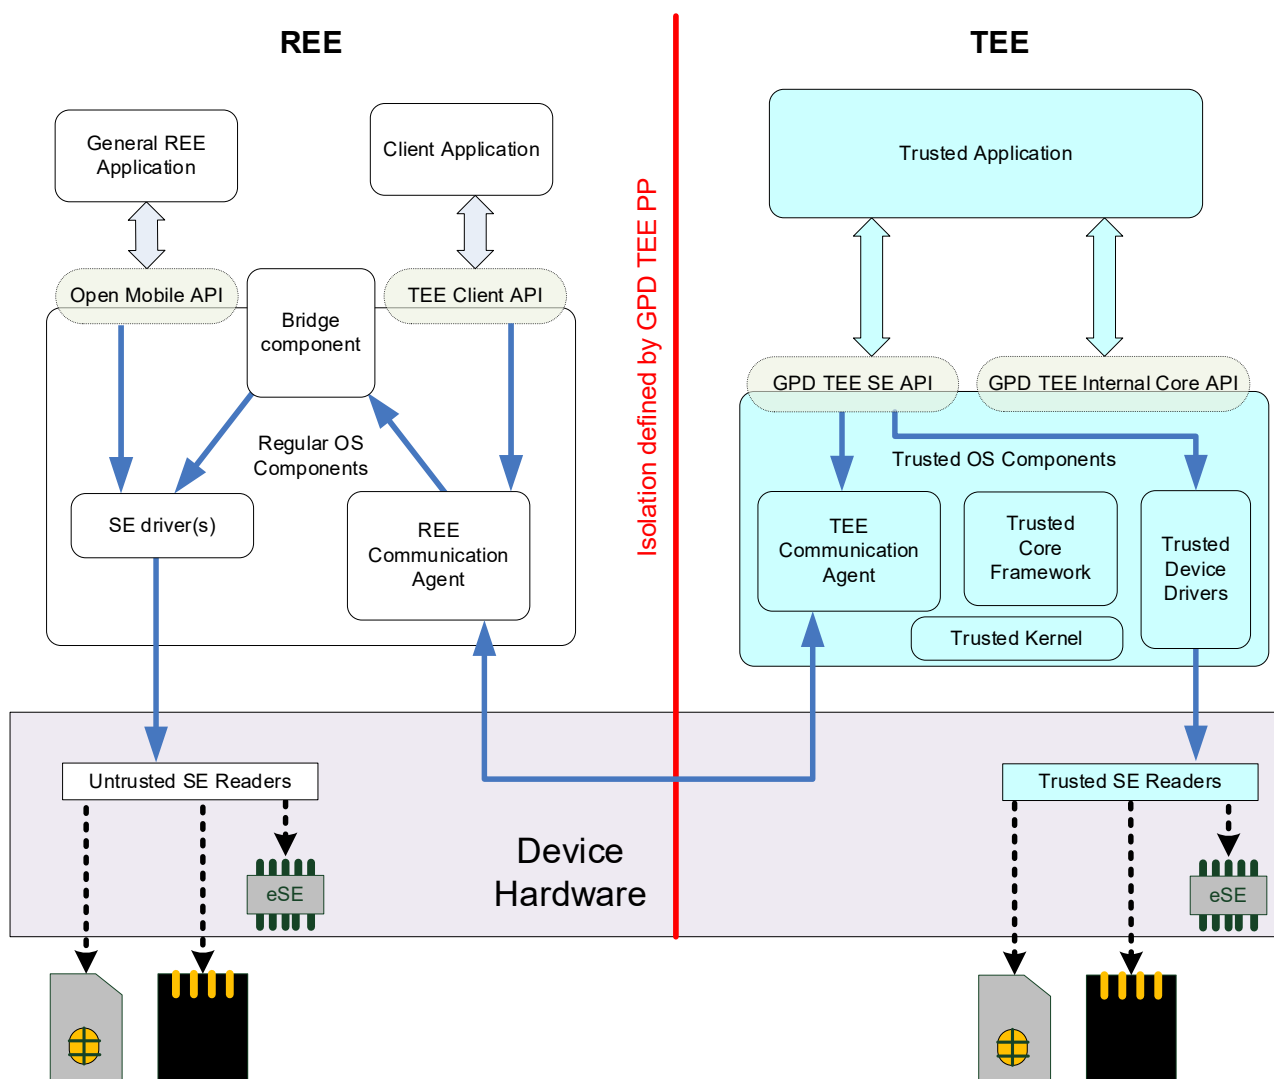 REE
TEE
General REE
Application
Client Application
Trusted Application
Isolation defined by GPD TEE PP
Open Mobile API
Bridge
component
TEE Client API
GPD TEE SE API
GPD TEE Internal Core API
Regular OS
Components
Trusted OS Components
SE driver(s)
REE
Communication
Agent
TEE
Communication
Agent
Trusted
Core
Framework
Trusted
Device
Drivers
Trusted Kernel
Untrusted SE Readers
Trusted SE Readers
Device
Hardware
eSE
eSE